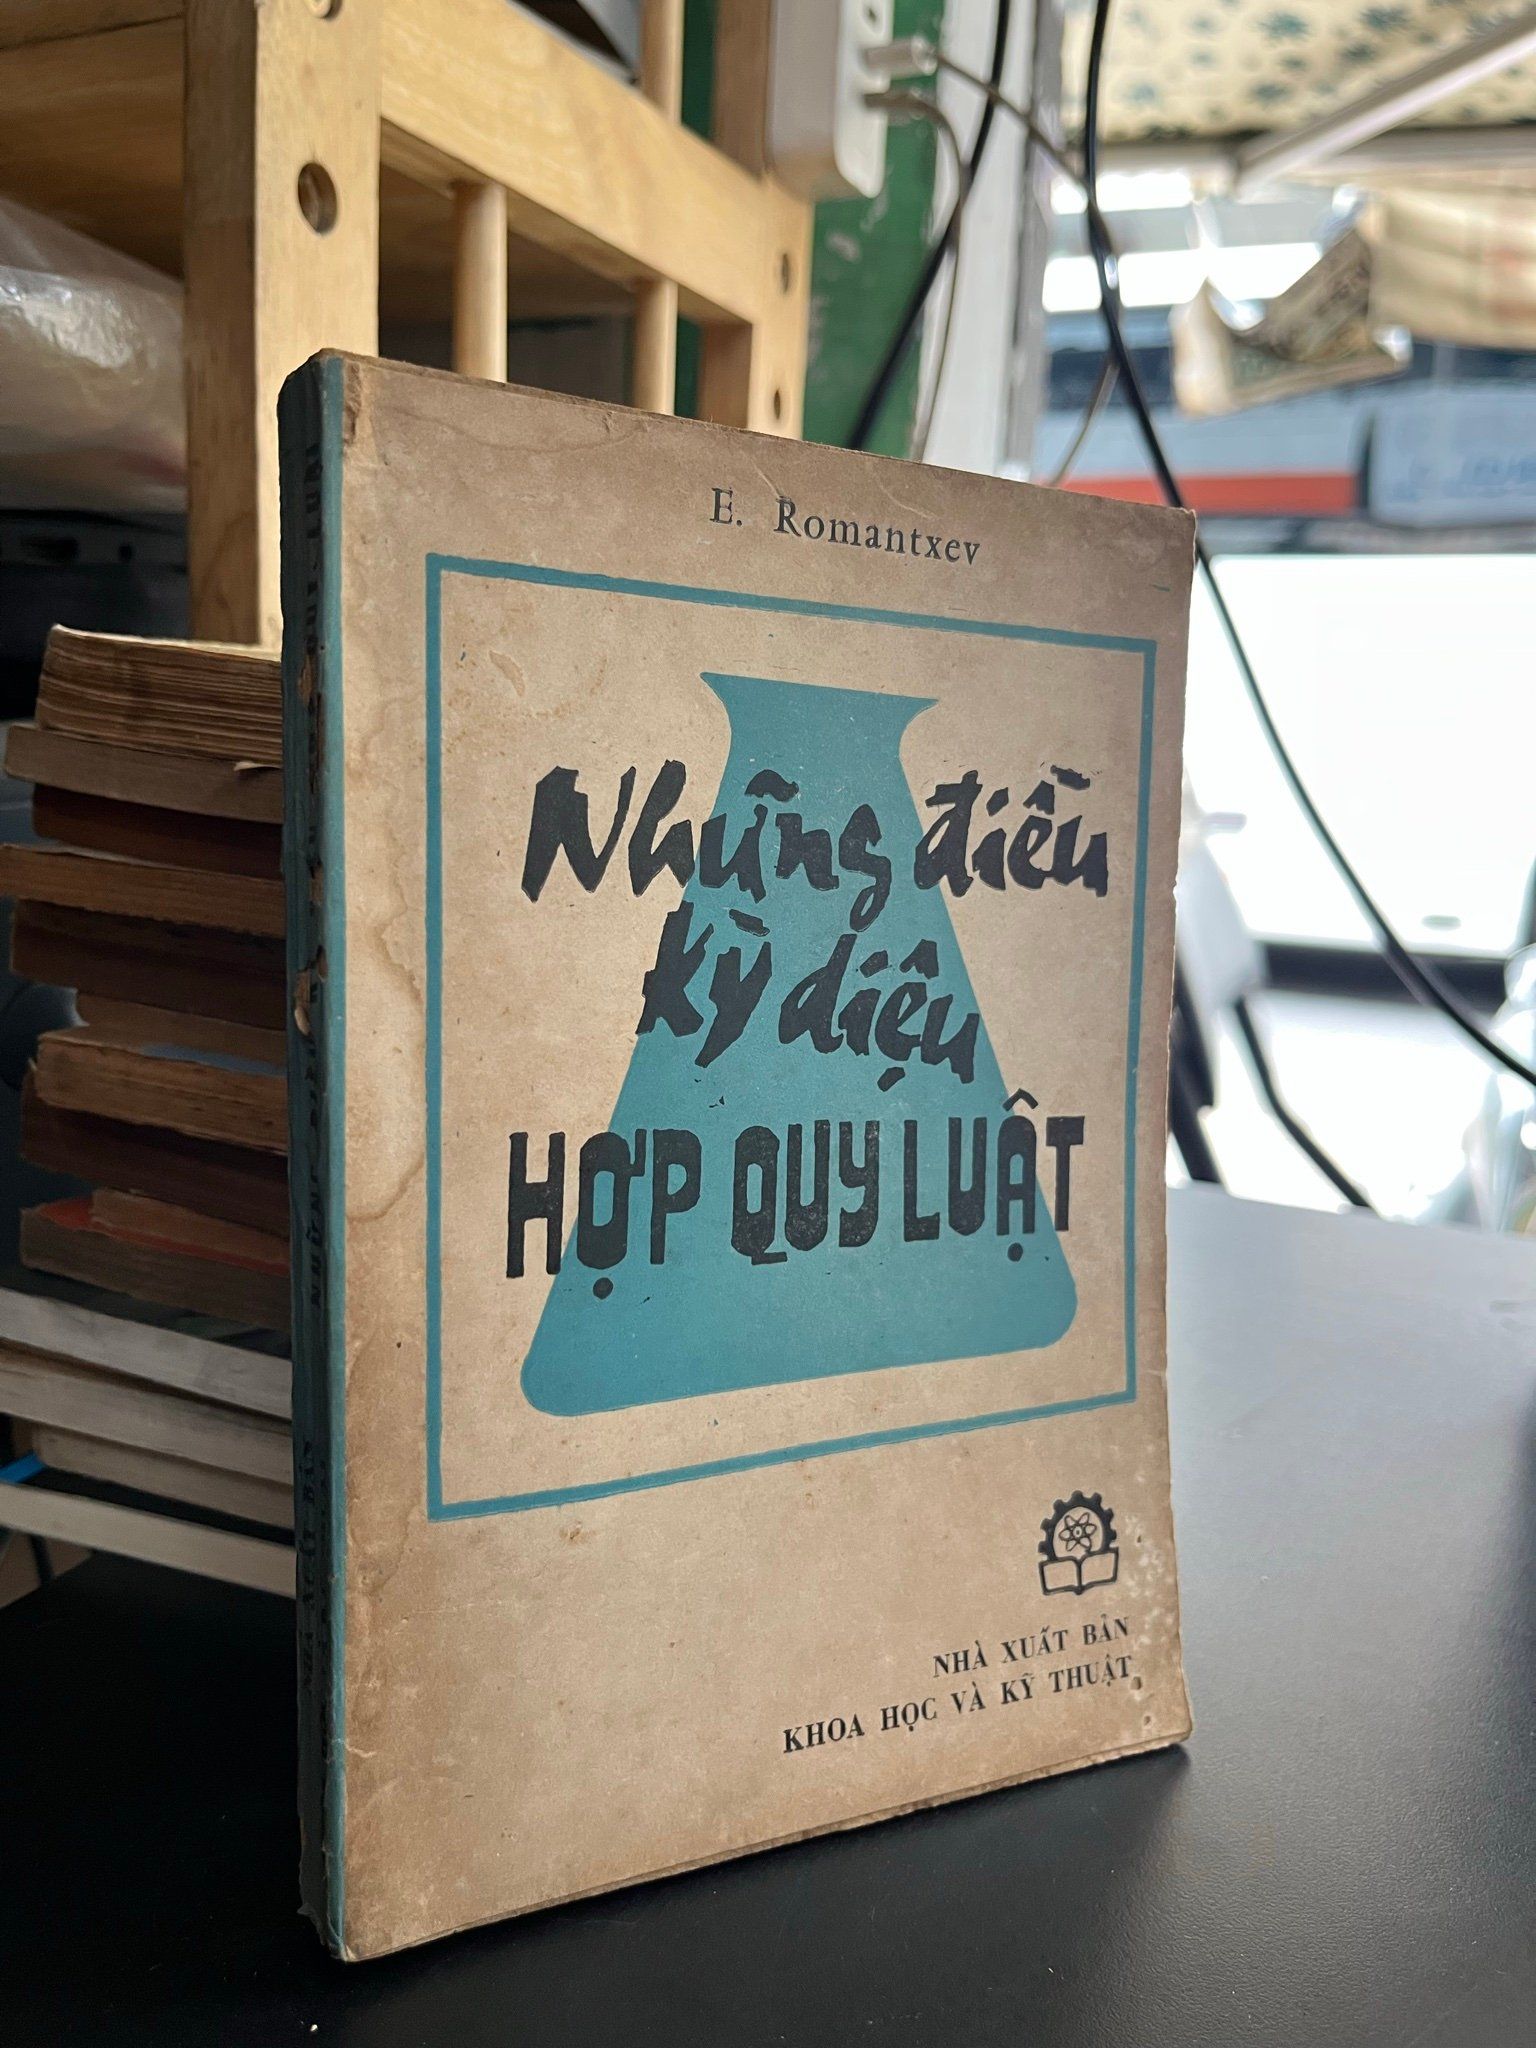 E. Romantxev
Những điều
kỳ diệu
HỢP QUY LUẬT
NHÀ XUẤT BẢN
KHOA HỌC VÀ KỸ THUẬT